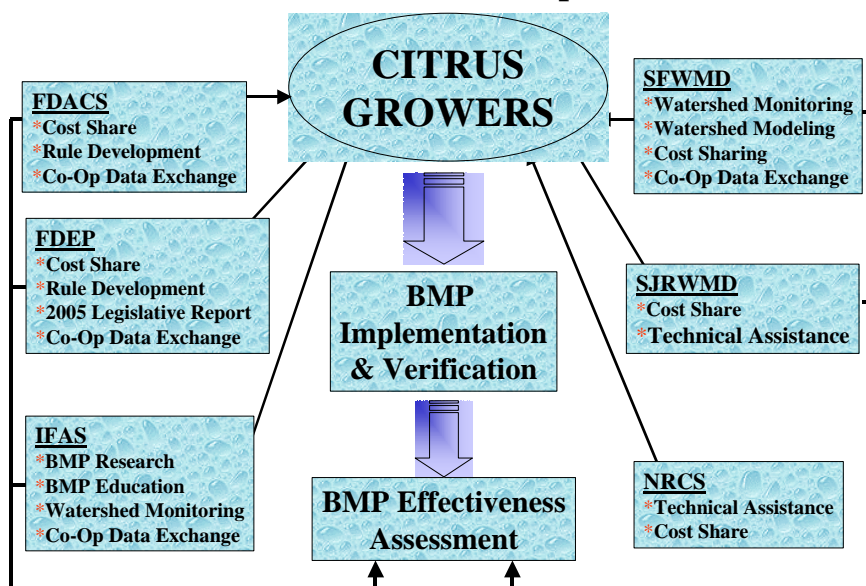 CITRUS
GROWERS
FDACS
*Cost Share
*Rule Development
*Co-Op Data Exchange
FDEP
*Cost Share
*Rule Development
*2005 Legislative Report
*Co-Op Data Exchange
IFAS
*BMP Research
*BMP Education
*Watershed Monitoring
*Co-Op Data Exchange
BMP
Implementation
& Verification
BMP Effectiveness
Assessment
SFWMD
*Watershed Monitoring
*Watershed Modeling
*Cost Sharing
*Co-Op Data Exchange
SJRWMD
*Cost Share
*Technical Assistance
NRCS
*Technical Assistance
*Cost Share